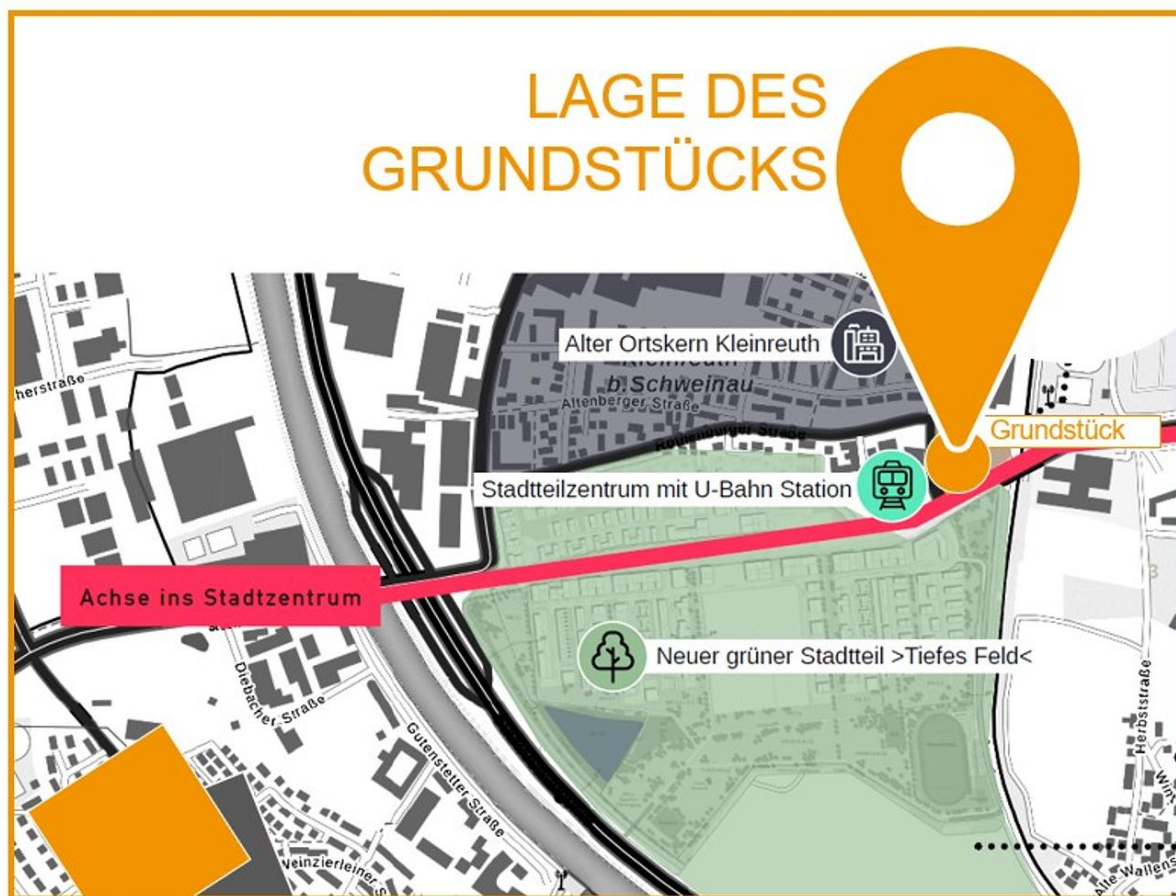 LAGE DES
GRUNDSTÜCKS
Alter Ortskern Kleinreuth
Kleinreuth
b.Schweinau
Altenberger Straße
Rothenburger Straße
Grundstück
Stadtteilzentrum mit U-Bahn Station
Achse ins Stadtzentrum
Neuer grüner Stadtteil >Tiefes Feld<
Diebacher Straße
Gutenstetter Straße
Herbststraße